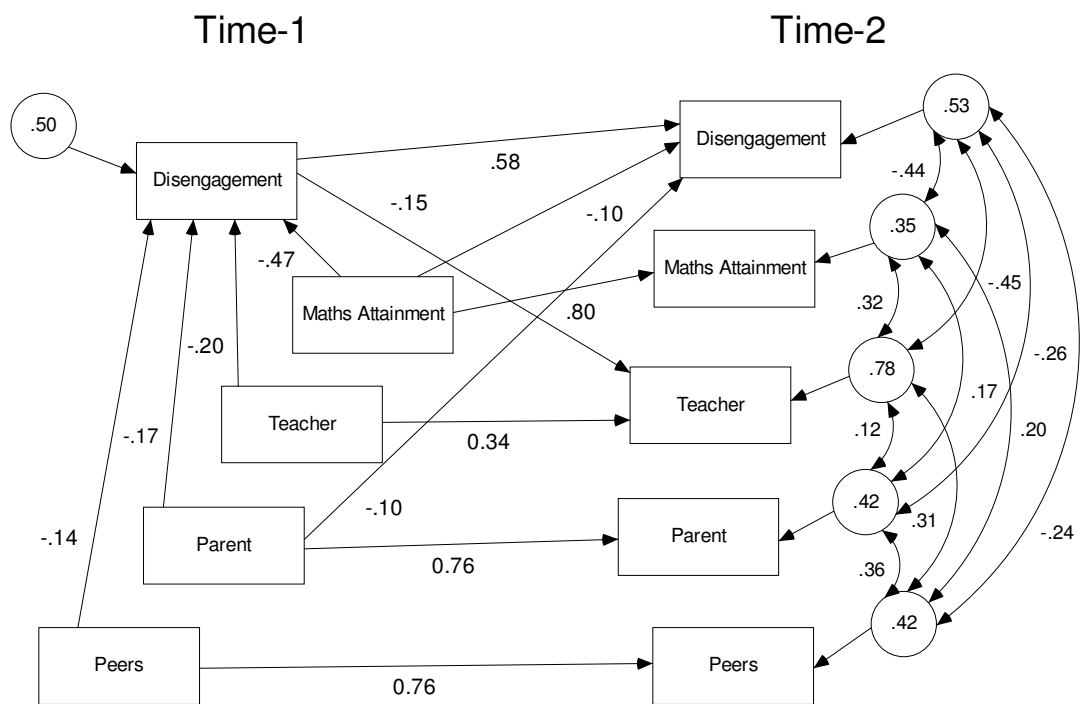 Time-1
Time-2
.50
.53
Disengagement
Disengagement
.58
-.44
-.15
-.10
.35
-.47
Maths Attainment
Maths Attainment
-.45
.32
.80
-.20
-.26
.78
Teacher
Teacher
.17
0.34
.12
.20
-.17
-.10
.42
.31
-.14
Parent
Parent
-.24
0.76
.36
.42
Peers
Peers
0.76